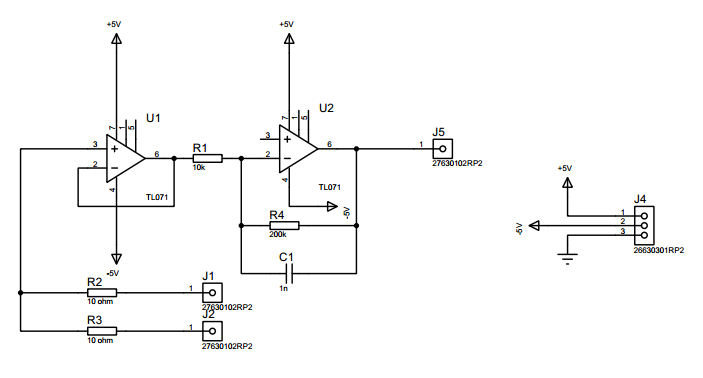 +5V
+5V
U1
U2
7
1
5
7
1
5
3
2
6
4
TL071
-5V
R1
10k
3
2
6
4
TL071
-5V
J5
1
27630102RP2
R4
200k
C1
1n
+5V
-5V
J4
1
2
3
26630301RP2
R2
10 ohm
J1
1
27630102RP2
R3
10 ohm
J2
1
27630102RP2